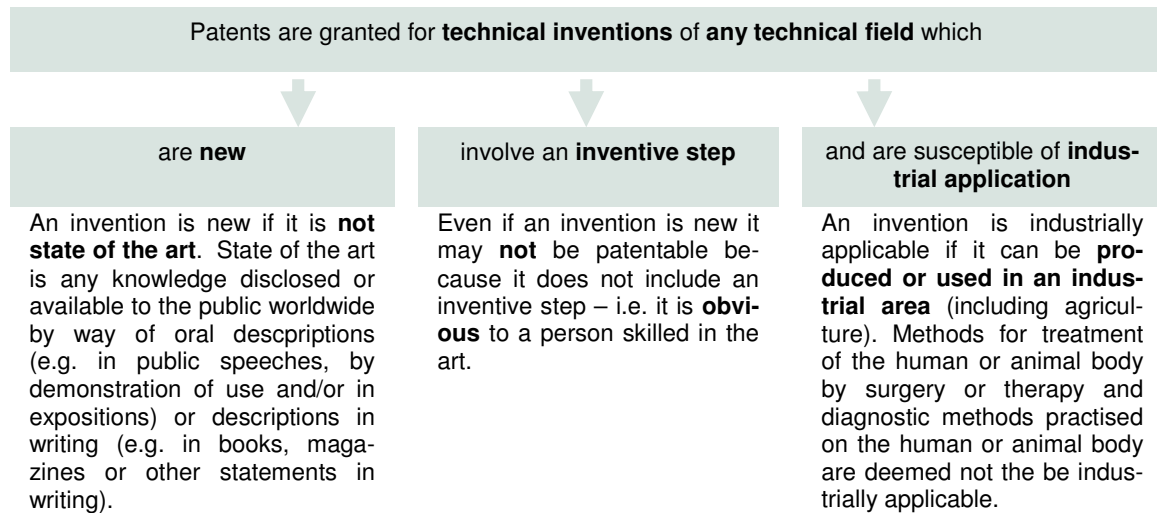 Patents are granted for technical inventions of any technical field which
are new
An invention is new if it is not
state of the art. State of the art
is any knowledge disclosed or
available to the public worldwide
by way of oral descpriptions
(e.g. in public speeches, by
demonstration of use and/or in
expositions) or descriptions in
writing (e.g. in books, maga-
zines or other statements in
writing).
involve an inventive step
Even if an invention is new it
may not be patentable be-
cause it does not include an
inventive step – i.e. it is obvi-
ous to a person skilled in the
art.
and are susceptible of indus-
trial application
An invention is industrially
applicable if it can be pro-
duced or used in an indus-
trial area (including agricul-
ture). Methods for treatment
of the human or animal body
by surgery or therapy and
diagnostic methods practised
on the human or animal body
are deemed not the be indus-
trially applicable.